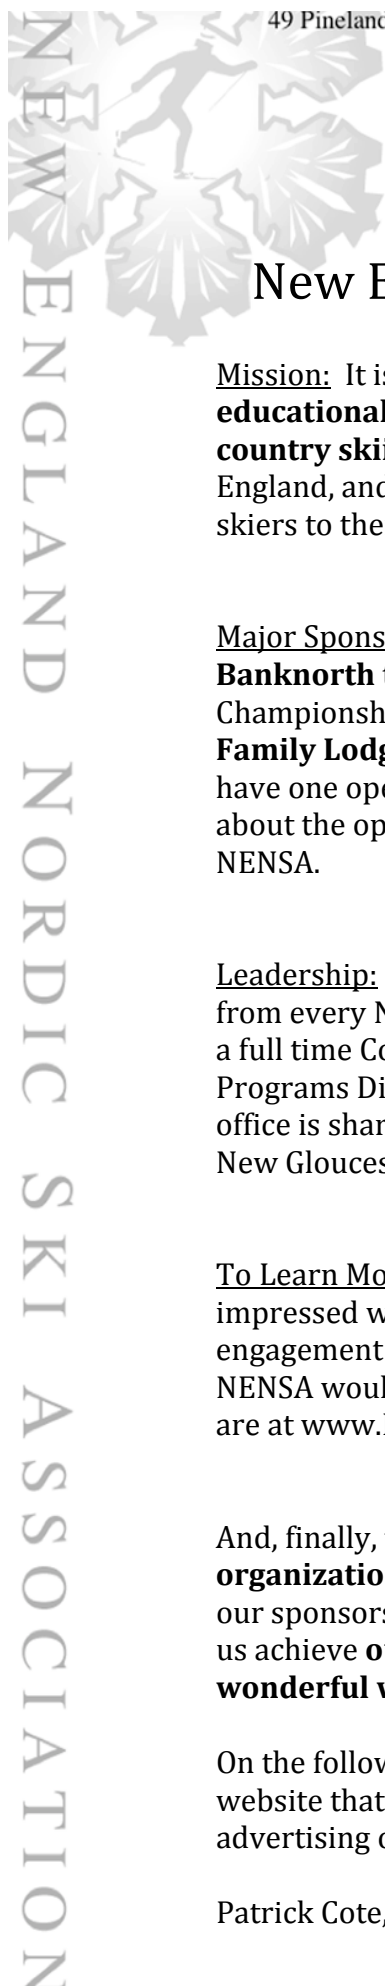 49 Pineland
NEW ENGLAND NORDIC SKI ASSOCIATION
New E
Mission: It is
educational
country skii
England, and
skiers to the
Major Spons
Banknorth t
Championsh
Family Lodg
have one ope
about the op
NENSA.
Leadership:
from every N
a full time Co
Programs Di
office is shar
New Glouces
To Learn Mo
impressed w
engagement
NENSA woul
are at www.
And, finally,
organizatio
our sponsors
us achieve o
wonderful w
On the follow
website that
advertising o
Patrick Cote,